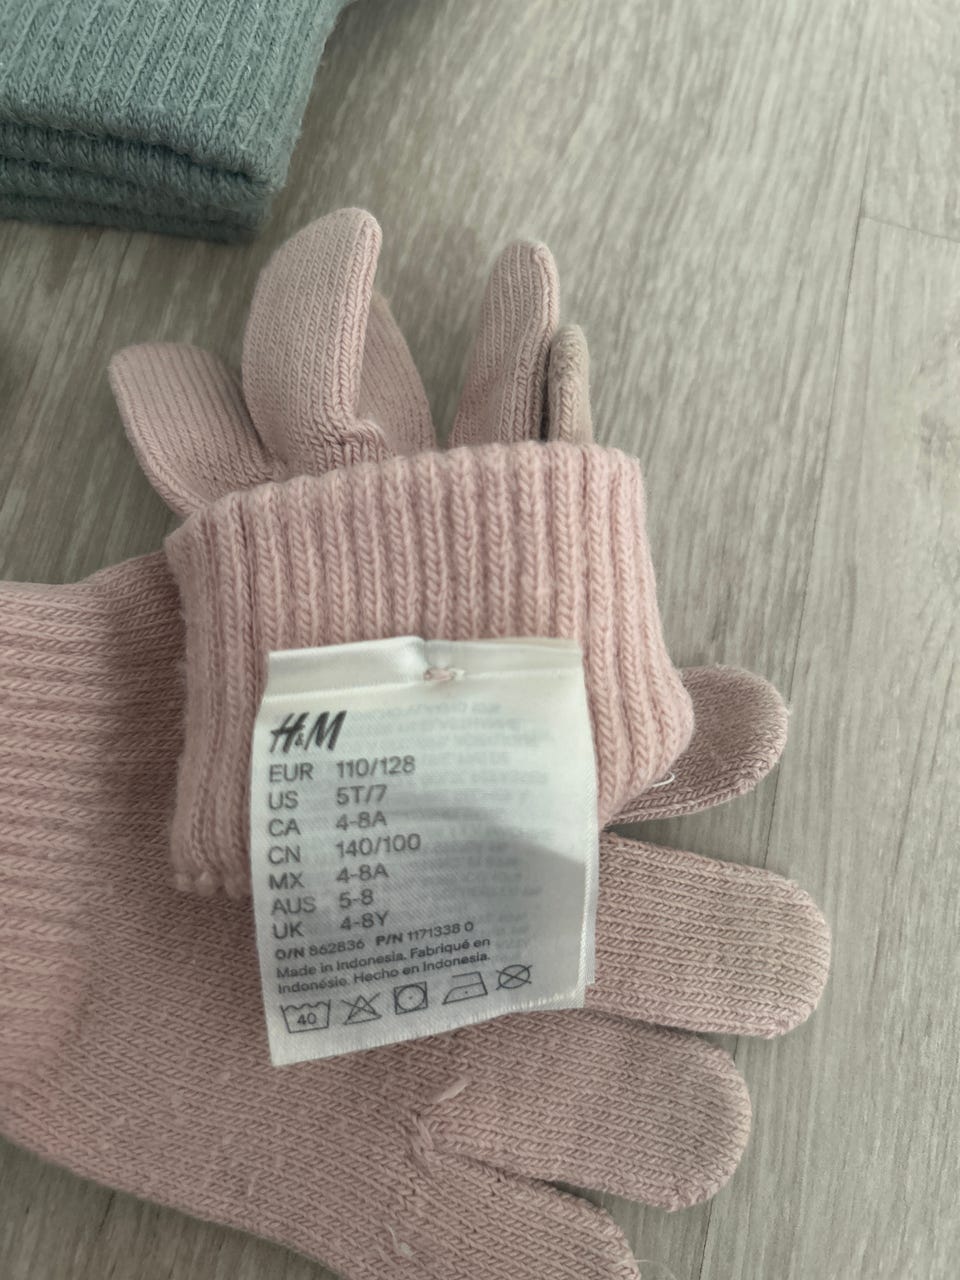 H&M
EUR 110/128
US 5T/7
CA 4-8A
CN 140/100
MX 4-8A
AUS 5-8
UK 4-8Y
O/N 862836 P/N 1171338 0
Made in Indonesia. Fabriqué en
Indonésie. Hecho en Indonesia.
40